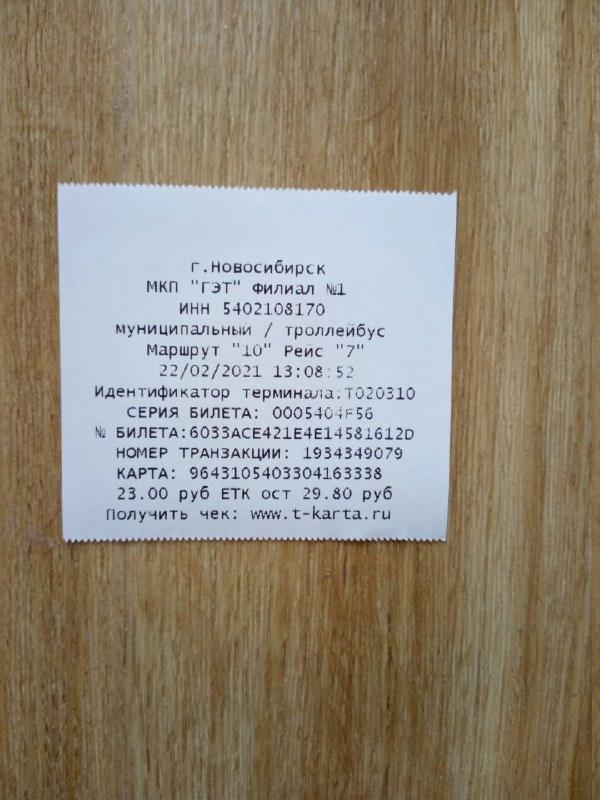 г.Новосибирск
МКП "ГЭТ" Филиал №1
ИНН 5402108170
муниципальный / троллейбус
Маршрут "10" Рейс "7"
22/02/2021 13:08:52
Идентификатор терминала:T020310
СЕРИЯ БИЛЕТА: 0005404F56
№ БИЛЕТА:6033ACE421E4E14581612D
НОМЕР ТРАНЗАКЦИИ: 1934349079
КАРТА: 9643105403304163338
23.00 руб ЕТК ост 29.80 руб
Получить чек: www.t-karta.ru